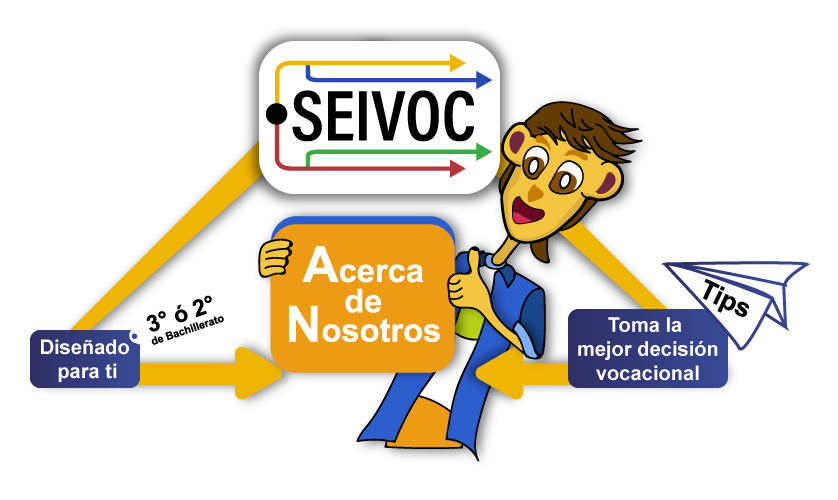 SEIVOC
Acerca
de
Nosotros
3° ó 2°
de Bachillerato
Diseñado
para ti
Tips
Toma la
mejor decisión
vocacional